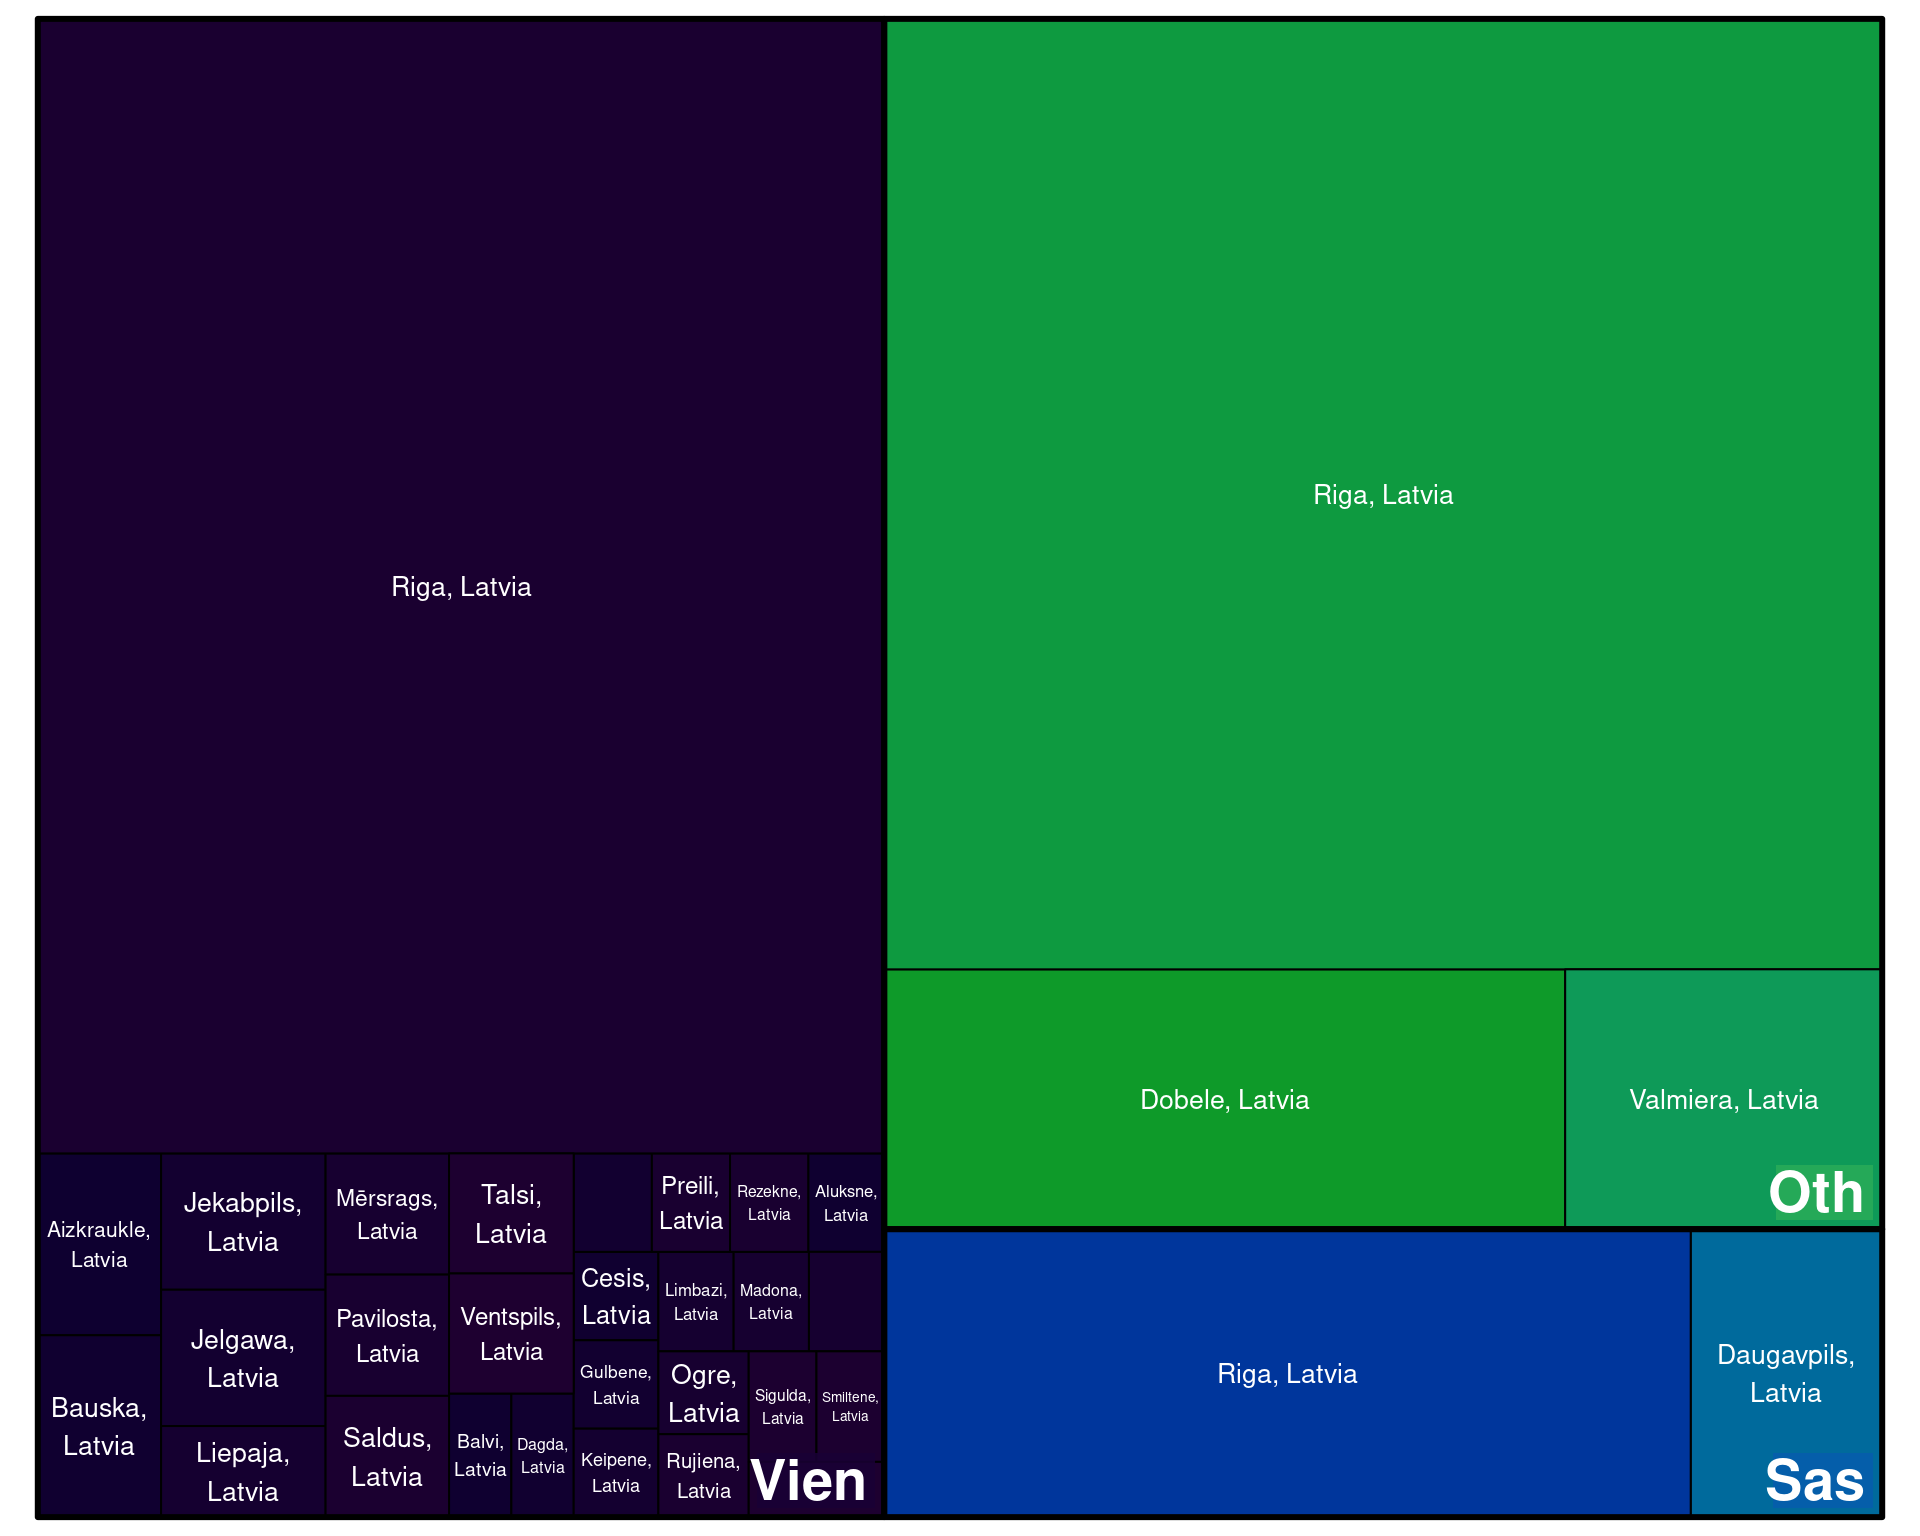 Riga, Latvia
Aizkraukle,
Latvia
Bauska,
Latvia
Jekabpils,
Latvia
Jelgawa,
Latvia
Liepaja,
Latvia
Mērsrags,
Latvia
Pavilosta,
Latvia
Saldus,
Latvia
Talsi,
Latvia
Ventspils,
Latvia
Balvi,
Latvia
Dagda,
Latvia
Preili,
Latvia
Rezekne,
Latvia
Aluksne,
Latvia
Cesis,
Latvia
Gulbene,
Latvia
Keipene,
Latvia
Limbazi,
Latvia
Madona,
Latvia
Ogre,
Latvia
Rujiena,
Latvia
Sigulda,
Latvia
Smiltene,
Latvia
Vien
Riga, Latvia
Dobele, Latvia
Valmiera, Latvia
Oth
Riga, Latvia
Daugavpils,
Latvia
Sas